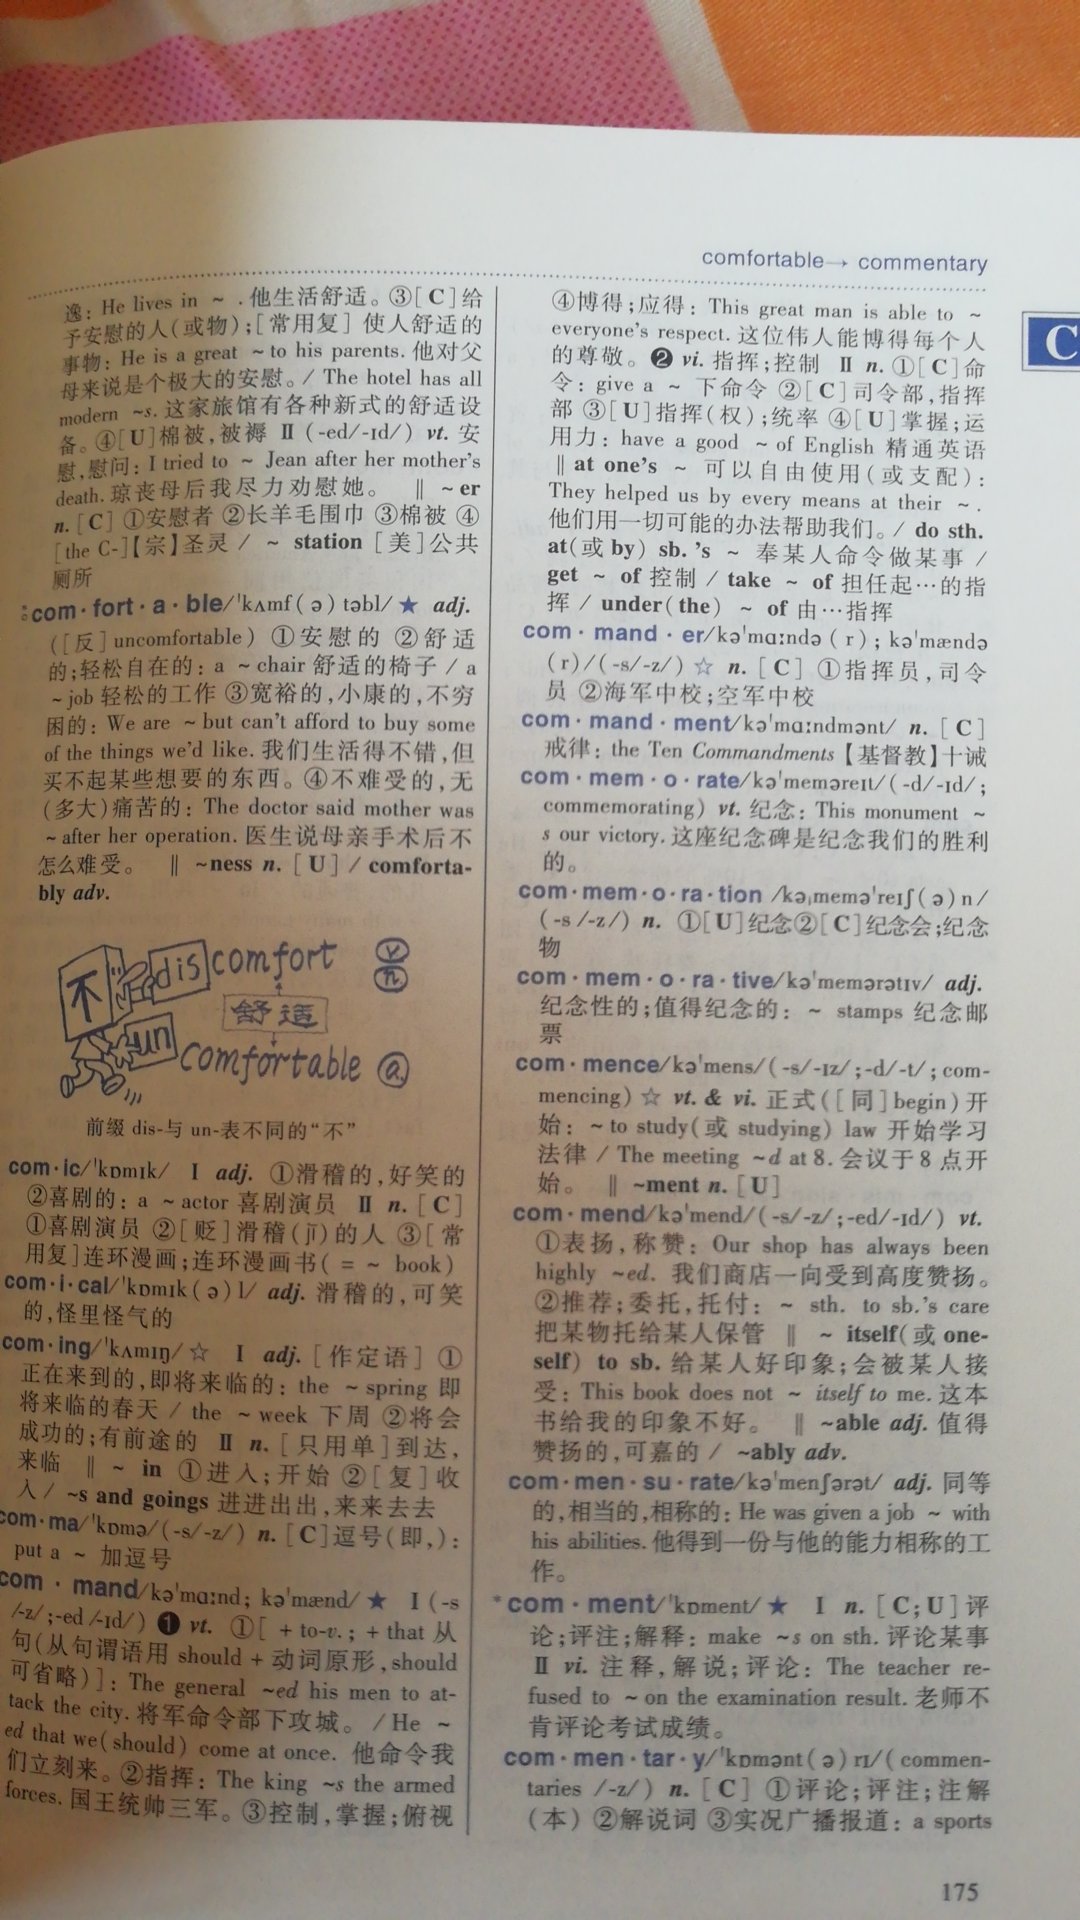 comfortable→ commentary
C
逸: He lives in ~ .他生活舒适。③[C]给
予安慰的人(或物);[常用复] 使人舒适的
事物: He is a great ~to his parents. 他对父
母来说是个极大的安慰。/ The hotel has all
modern ~s. 这家旅馆有各种新式的舒适设
备。④[U]棉被,被褥 Ⅱ (-ed/-ɪd/) vt. 安
慰,慰问: I tried to ~ Jean after her mother's
death. 琼丧母后我尽力劝慰她。 ‖ ~er
n. [C] ①安慰者 ②长羊毛围巾 ③棉被 ④
[the C-]【宗】圣灵 / ~ station [美]公共
厕所
com·fort·a·ble/'kʌmf(ə)təbl/★ adj.
([反] uncomfortable) ①安慰的 ②舒适
的;轻松自在的: a ~chair 舒适的椅子 / a
~job 轻松的工作 ③宽裕的,小康的,不穷
困的: We are ~but can't afford to buy some
of the things we'd like. 我们生活得不错,但
买不起某些想要的东西。④不难受的,无
(多大)痛苦的: The doctor said mother was
~after her operation. 医生说母亲手术后不
怎么难受。 ‖ ~ness n. [U] / comforta-
bly adv.
不 dis comfort v n.
舒适
un comfortable a.
前缀 dis-与 un-表不同的“不”
com·ic/'kɒmɪk/ Ⅰ adj. ①滑稽的,好笑的
②喜剧的: a ~actor 喜剧演员 Ⅱ n. [C]
①喜剧演员 ②[贬]滑稽(jī)的人 ③[常
用复]连环漫画;连环漫画书( = ~ book)
com·i·cal/'kɒmɪk(ə)l/ adj. 滑稽的,可笑
的,怪里怪气的
com·ing/'kʌmɪŋ/☆ Ⅰ adj. [作定语] ①
正在来到的,即将来临的: the ~spring 即
将来临的春天 / the ~week 下周 ②将会
成功的;有前途的 Ⅱ n. [只用单]到达,
来临 ‖ ~ in ①进入;开始 ②[复]收
入 / ~s and goings 进进出出,来来去去
com·ma/'kɒmə/(-s/-z/) n. [C]逗号(即,):
put a ~ 加逗号
com·mand/kə'mɑːnd; kə'mænd/★ Ⅰ (-s
/-z/;-ed/-ɪd/) ❶ vt. ①[ + to-v.; + that 从
句(从句谓语用 should + 动词原形,should
可省略)]: The general ~ed his men to at-
tack the city. 将军命令部下攻城。/ He ~
ed that we(should) come at once. 他命令我
们立刻来。②指挥: The king ~s the armed
forces. 国王统帅三军。③控制,掌握;俯视
④博得;应得: This great man is able to ~
everyone's respect. 这位伟人能博得每个人
的尊敬。❷ vi. 指挥;控制 Ⅱ n. ①[C]命
令: give a ~ 下命令 ②[C]司令部,指挥
部 ③[U]指挥(权);统率 ④[U]掌握;运
用力: have a good ~ of English 精通英语
‖ at one's ~ 可以自由使用(或支配):
They helped us by every means at their ~ .
他们用一切可能的办法帮助我们。/ do sth.
at(或 by) sb.'s ~ 奉某人命令做某事 /
get ~ of 控制 / take ~ of 担任起…的指
挥 / under(the) ~ of 由…指挥
com·mand·er/kə'mɑːndə(r); kə'mændə
(r)/(-s/-z/) ☆ n. [C] ①指挥员,司令
员 ②海军中校;空军中校
com·mand·ment/kə'mɑːndmənt/ n. [C]
戒律: the Ten Commandments【基督教】十诫
com·mem·o·rate/kə'meməreɪt/(-d/-ɪd/;
commemorating) vt. 纪念: This monument ~
s our victory. 这座纪念碑是纪念我们的胜利
的。
com·mem·o·ra·tion /kəˌmemə'reɪʃ(ə)n/
(-s/-z/) n. ①[U]纪念②[C]纪念会;纪念
物
com·mem·o·ra·tive/kə'memərətɪv/ adj.
纪念性的;值得纪念的: ~ stamps 纪念邮
票
com·mence/kə'mens/(-s/-ɪz/;-d/-t/;com-
mencing) ☆ vt. & vi. 正式([同]begin)开
始: ~to study(或 studying) law 开始学习
法律 / The meeting ~d at 8. 会议于8点开
始。 ‖ ~ment n. [U]
com·mend/kə'mend/(-s/-z/;-ed/-ɪd/) vt.
①表扬,称赞: Our shop has always been
highly ~ed. 我们商店一向受到高度赞扬。
②推荐;委托,托付: ~ sth. to sb.'s care
把某物托给某人保管 ‖ ~ itself(或 one-
self) to sb. 给某人好印象;会被某人接
受: This book does not ~ itself to me. 这本
书给我的印象不好。 ‖ ~able adj. 值得
赞扬的,可嘉的 / ~ably adv.
com·men·su·rate/kə'menʃərət/ adj. 同等
的,相当的,相称的: He was given a job ~ with
his abilities. 他得到一份与他的能力相称的工
作。
*com·ment/'kɒment/★ Ⅰ n. [C;U]评
论;评注;解释: make ~s on sth. 评论某事
Ⅱ vi. 注释,解说;评论: The teacher re-
fused to ~on the examination result. 老师不
肯评论考试成绩。
com·men·tar·y/'kɒmənt(ə)rɪ/(commen-
taries /-z/) n. [C] ①评论;评注;注解
(本) ②解说词 ③实况广播报道: a sports
175